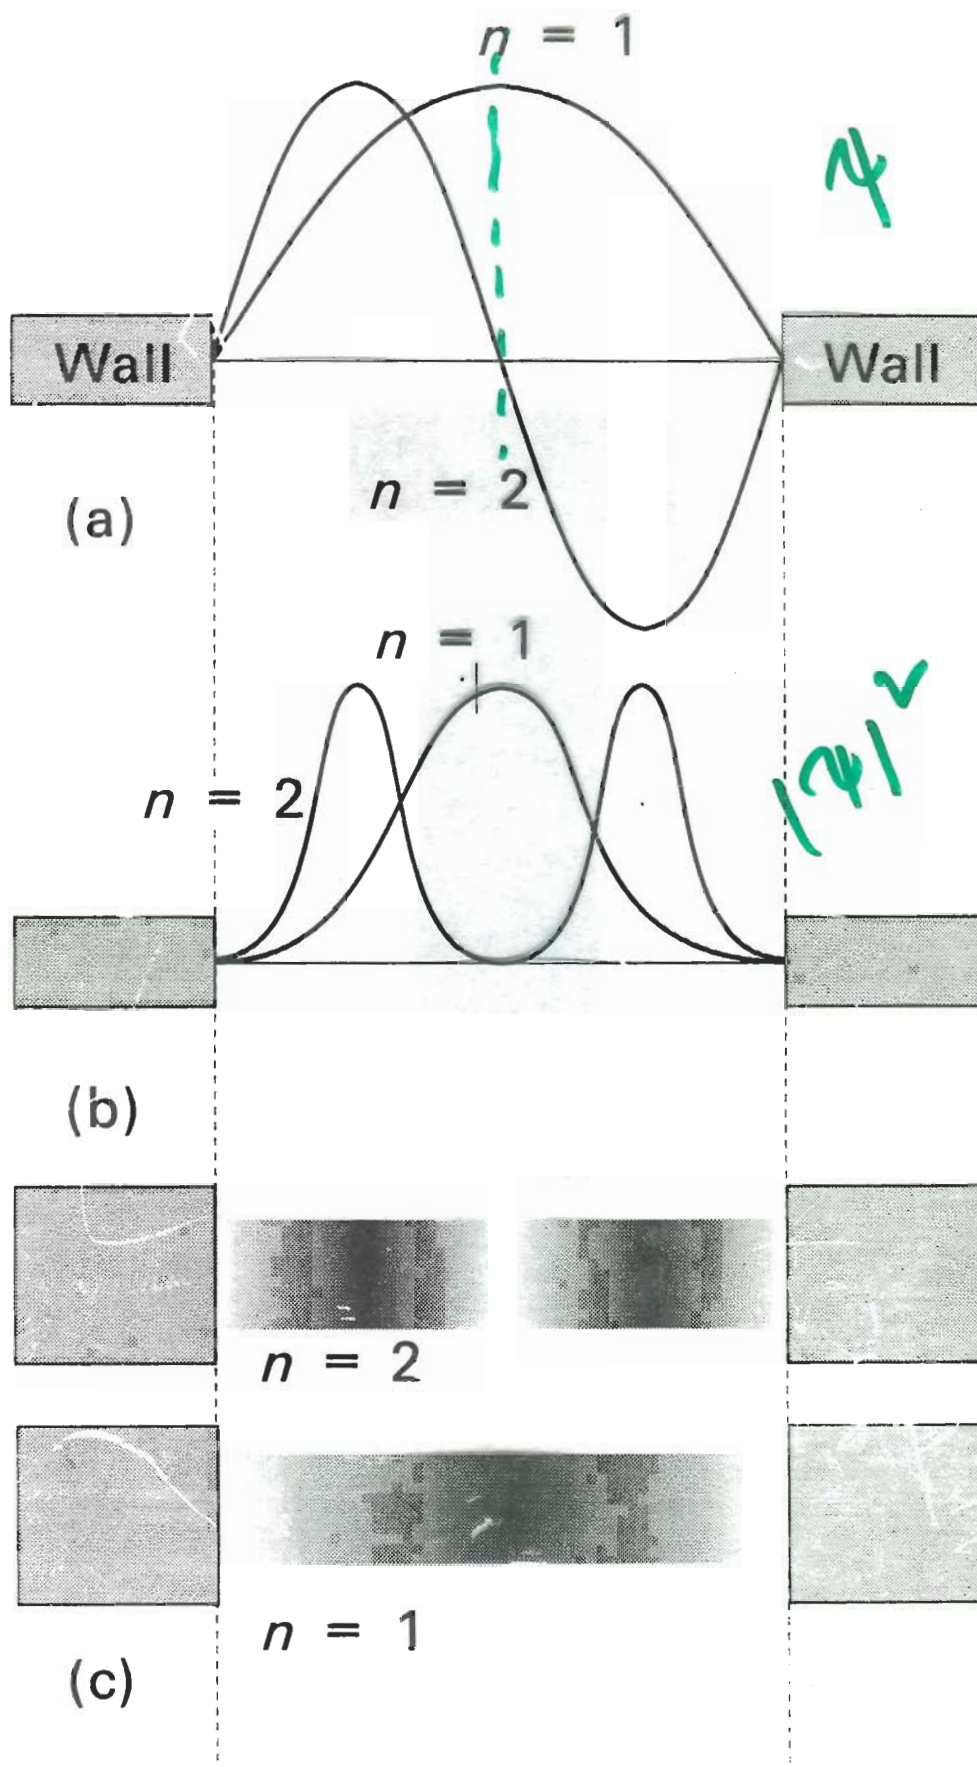 n = 1
ψ
Wall
Wall
n = 2
(a)
n = 1
|ψ|²
n = 2
(b)
n = 2
n = 1
(c)